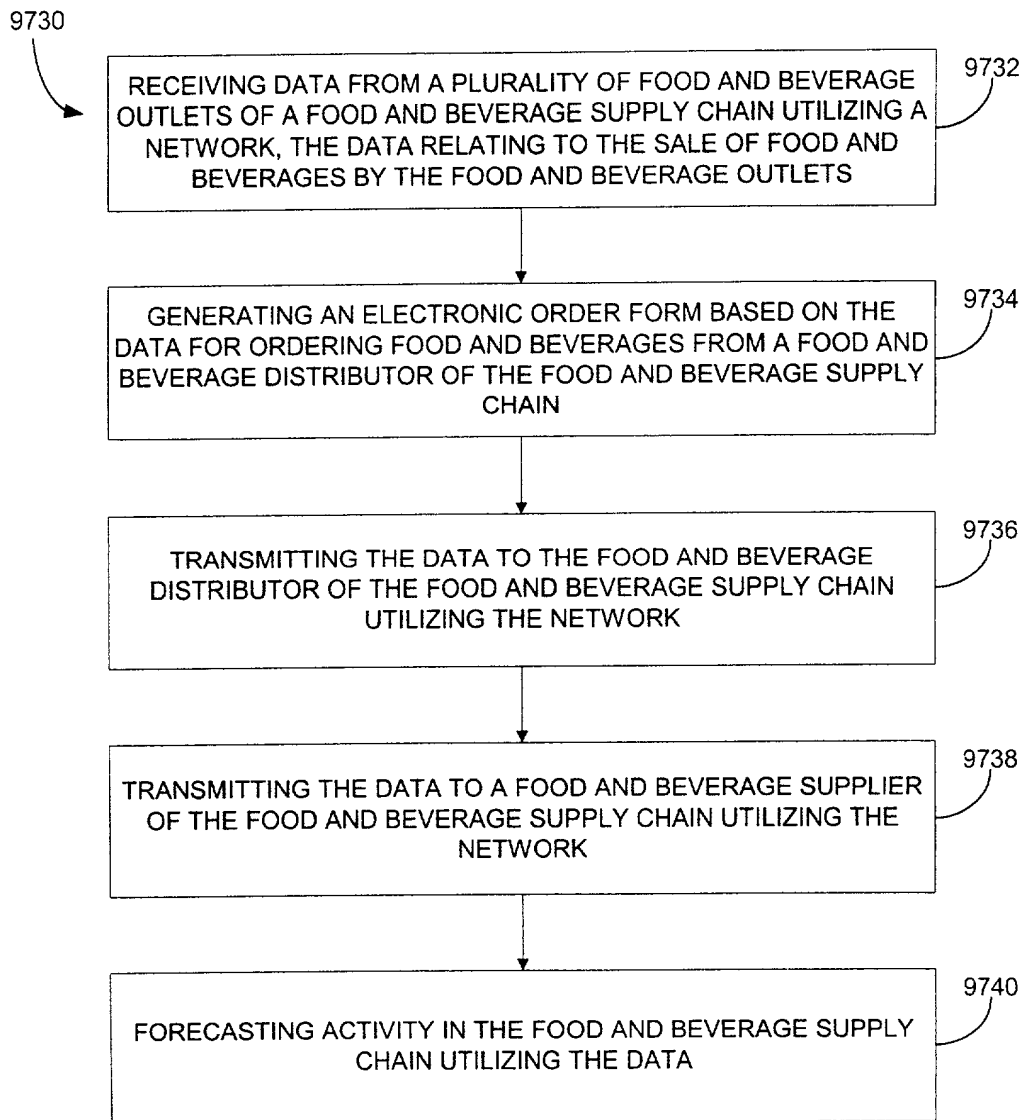 9730
RECEIVING DATA FROM A PLURALITY OF FOOD AND BEVERAGE
OUTLETS OF A FOOD AND BEVERAGE SUPPLY CHAIN UTILIZING A
NETWORK, THE DATA RELATING TO THE SALE OF FOOD AND
BEVERAGES BY THE FOOD AND BEVERAGE OUTLETS
9732
GENERATING AN ELECTRONIC ORDER FORM BASED ON THE
DATA FOR ORDERING FOOD AND BEVERAGES FROM A FOOD AND
BEVERAGE DISTRIBUTOR OF THE FOOD AND BEVERAGE SUPPLY
CHAIN
9734
TRANSMITTING THE DATA TO THE FOOD AND BEVERAGE
DISTRIBUTOR OF THE FOOD AND BEVERAGE SUPPLY CHAIN
UTILIZING THE NETWORK
9736
TRANSMITTING THE DATA TO A FOOD AND BEVERAGE SUPPLIER
OF THE FOOD AND BEVERAGE SUPPLY CHAIN UTILIZING THE
NETWORK
9738
FORECASTING ACTIVITY IN THE FOOD AND BEVERAGE SUPPLY
CHAIN UTILIZING THE DATA
9740